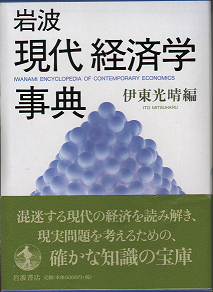 岩波
現代 経済学
IWANAMI ENCYCLOPEDIA OF CONTEMPORARY ECONOMICS
事典
伊東光晴編
ITO MITSUHARU
混迷する現代の経済を読み解き、
現実問題を考えるための、
確かな知識の宝庫
岩波書店